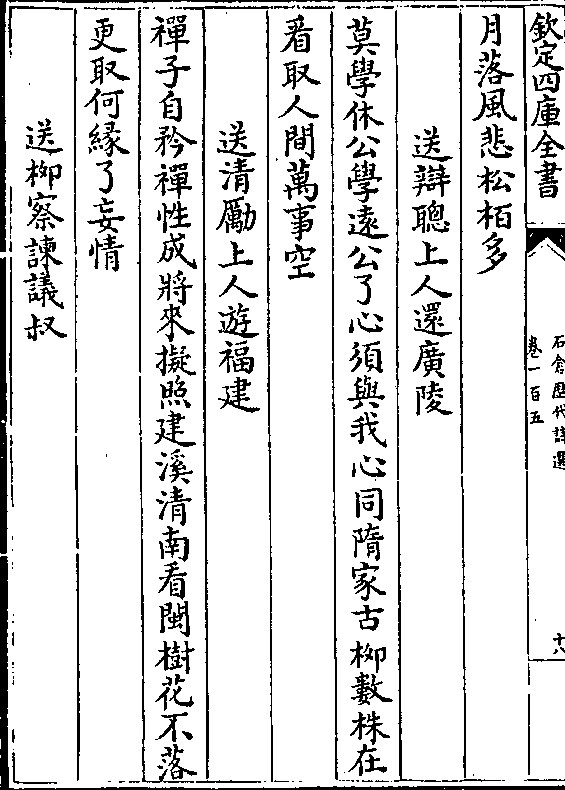 欽定四庫全書
石倉歷代詩選
卷一百五
十八
月落風悲松栢多
送辯聰上人還廣陵
莫學休公學遠公了心須與我心同隋家古柳數株在
看取人間萬事空
送清勵上人遊福建
禪子自矜禪性成將來擬照建溪清南看閩樹花不落
更取何緣了妄情
送柳察諫議叔